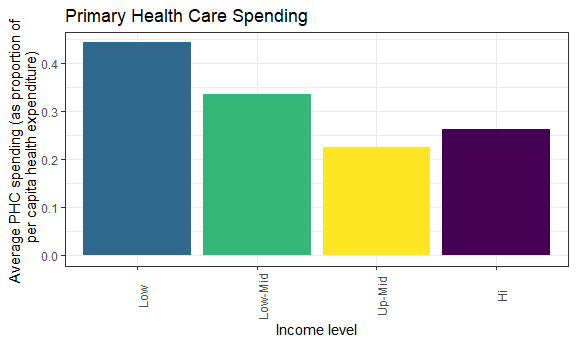 Primary Health Care Spending
Average PHC spending (as proportion of
per capita health expenditure)
0.4
0.3
0.2
0.1
0.0
Low
Low-Mid
Up-Mid
Hi
Income level